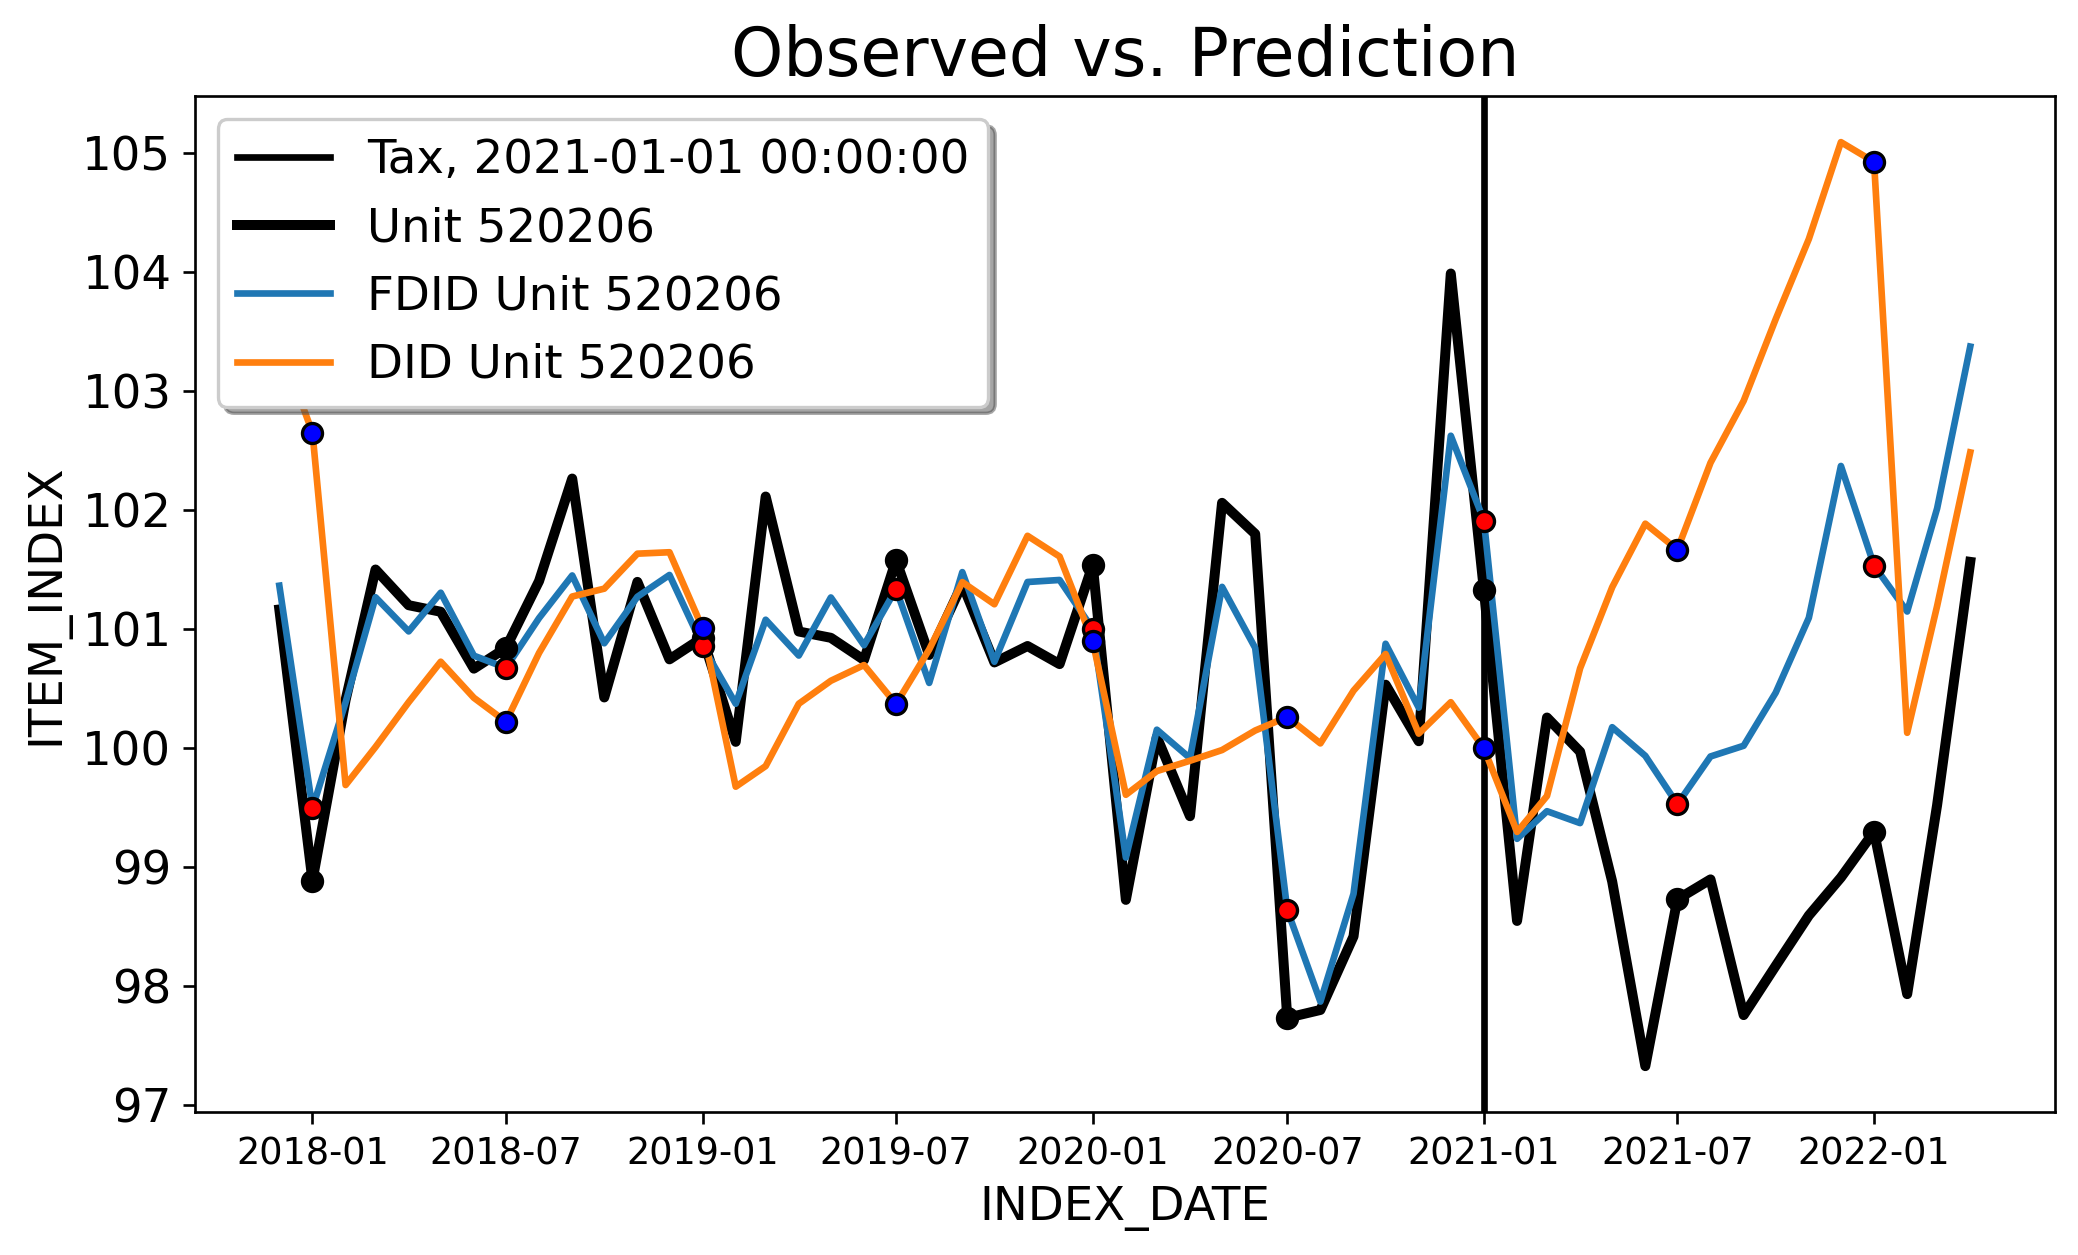 Observed vs. Prediction
Tax, 2021-01-01 00:00:00
Unit 520206
FDID Unit 520206
DID Unit 520206
105
104
103
102
101
100
99
98
97
ITEM_INDEX
2018-01 2018-07 2019-01 2019-07 2020-01 2020-07 2021-01 2021-07 2022-01
INDEX_DATE